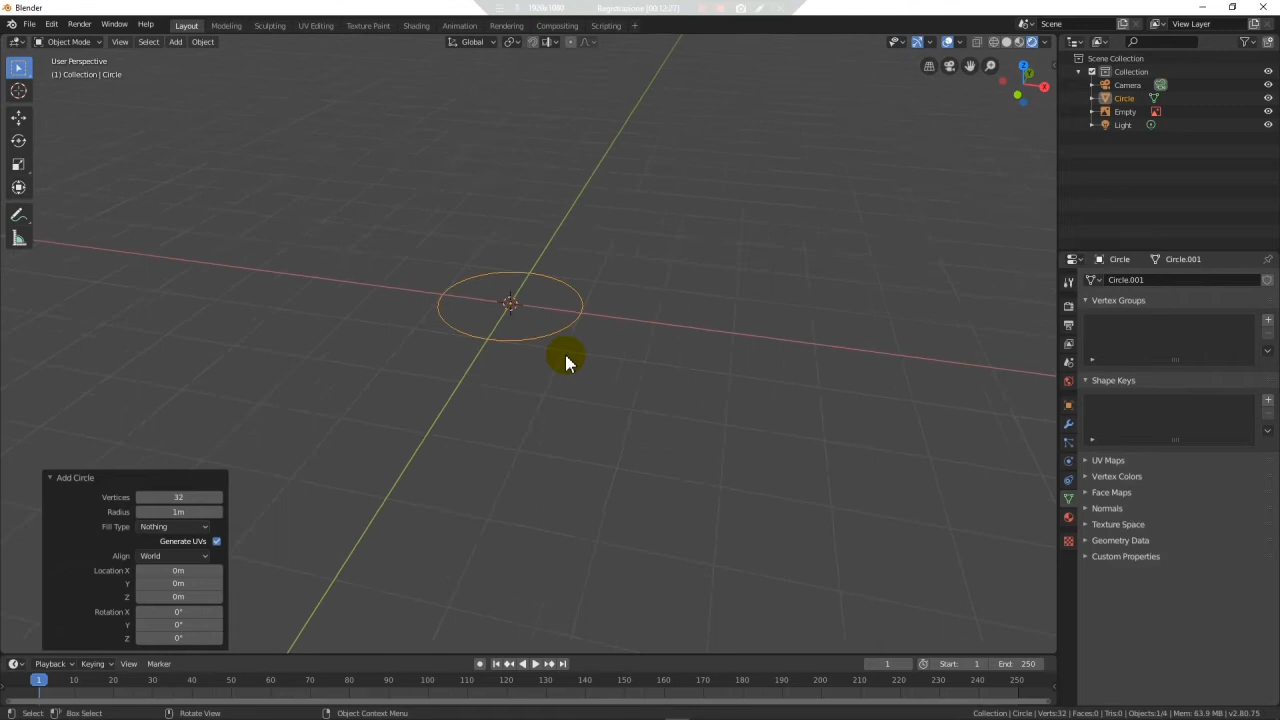 Blender
1920x1080
Registrazione [00:12:27]
File Edit Render Window Help
Layout Modeling Sculpting UV Editing Texture Paint Shading Animation Rendering Compositing Scripting +
Scene
View Layer
Object Mode View Select Add Object
Global
User Perspective
(1) Collection | Circle
Z
Y
X
Scene Collection
Collection
Camera
Circle
Empty
Light
Circle Circle.001
Circle.001
Vertex Groups
Shape Keys
UV Maps
Vertex Colors
Face Maps
Normals
Texture Space
Geometry Data
Custom Properties
Add Circle
Vertices 32
Radius 1m
Fill Type Nothing
Generate UVs
Align World
Location X 0m
Y 0m
Z 0m
Rotation X 0°
Y 0°
Z 0°
Playback Keying View Marker
1 Start: 1 End: 250
1 10 20 30 40 50 60 70 80 90 100 110 120 130 140 150 160 170 180 190 200 210 220 230 240 250
Select Box Select Rotate View Object Context Menu
Collection | Circle | Verts:32 | Faces:0 | Tris:0 | Objects:1/4 | Mem: 63.9 MB | v2.80.75